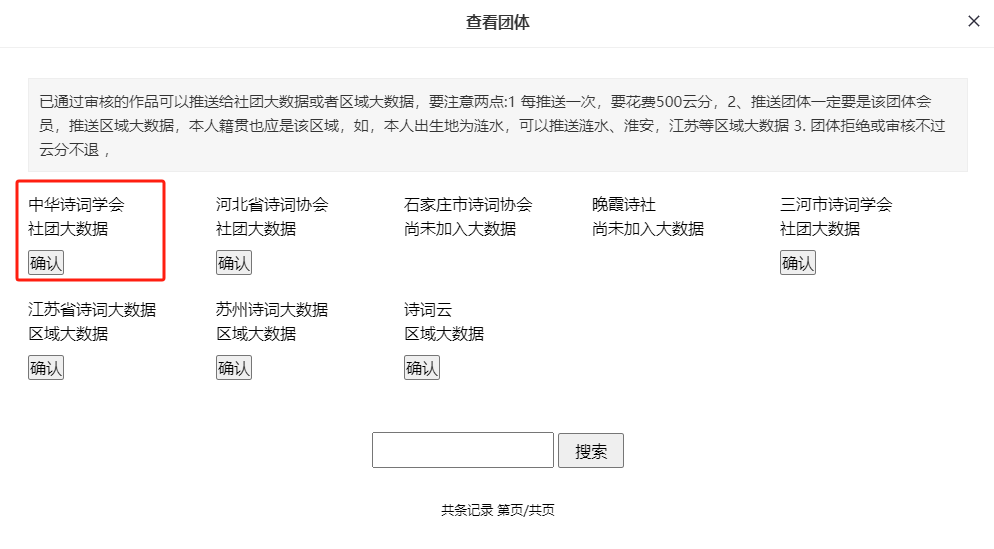 查看团体
×
已通过审核的作品可以推送给社团大数据或者区域大数据，要注意两点:1 每推送一次，要花费500云分，2、推送团体一定要是该团体会
员，推送区域大数据，本人籍贯也应是该区域，如，本人出生地为涟水，可以推送涟水、淮安，江苏等区域大数据 3. 团体拒绝或审核不过
云分不退 ，
中华诗词学会 河北省诗词协会 石家庄市诗词协会 晚霞诗社 三河市诗词学会
社团大数据 社团大数据 尚未加入大数据 尚未加入大数据 社团大数据
确认 确认 确认
江苏省诗词大数据 苏州诗词大数据 诗词云
区域大数据 区域大数据 区域大数据
确认 确认 确认
搜索
共条记录 第页/共页